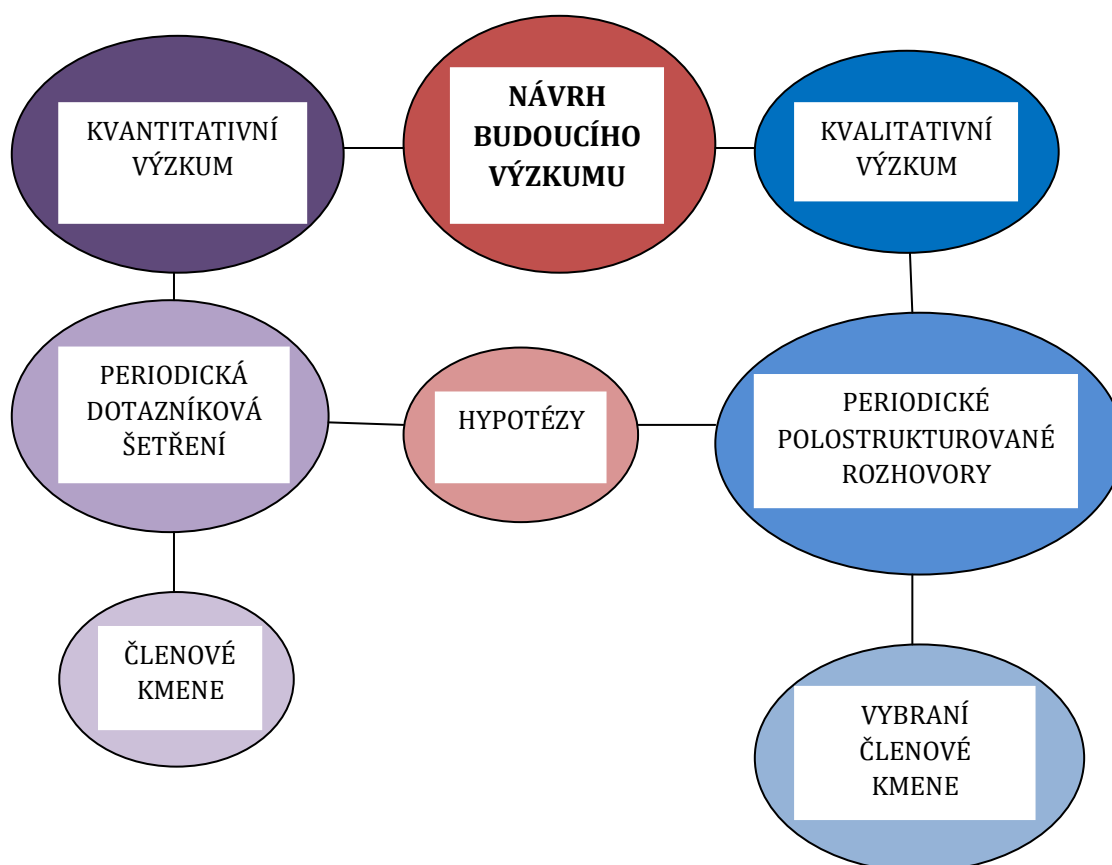 KVANTITATIVNÍ
VÝZKUM
NÁVRH
BUDOUCÍHO
VÝZKUMU
KVALITATIVNÍ
VÝZKUM
PERIODICKÁ
DOTAZNÍKOVÁ
ŠETŘENÍ
HYPOTÉZY
PERIODICKÉ
POLOSTRUKTUROVANÉ
ROZHOVORY
ČLENOVÉ
KMENE
VYBRANÍ
ČLENOVÉ
KMENE